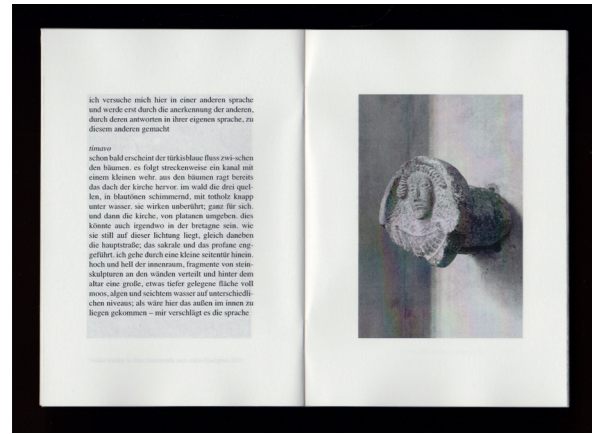 ich versuche mich hier in einer anderen sprache
und werde erst durch die anerkennung der anderen,
durch deren antworten in ihrer eigenen sprache, zu
diesem anderen gemacht
timavo
schon bald erscheint der türkisblaue fluss zwi-schen
den bäumen. es folgt streckenweise ein kanal mit
einem kleinen wehr. aus den bäumen ragt bereits
das dach der kirche hervor. im wald die drei quel-
len, in blautönen schimmernd, mit totholz knapp
unter wasser. sie wirken unberührt; ganz für sich.
und dann die kirche, von platanen umgeben. dies
könnte auch irgendwo in der bretagne sein. wie
sie still auf dieser lichtung liegt, gleich daneben
die hauptstraße; das sakrale und das profane eng-
geführt. ich gehe durch eine kleine seitentür hinein.
hoch und hell der innenraum, fragmente von stein-
skulpturen an den wänden verteilt und hinter dem
altar eine große, etwas tiefer gelegene fläche voll
moos, algen und seichtem wasser auf unterschiedli-
chen niveaus; als wäre hier das außen im innen zu
liegen gekommen – mir verschlägt es die sprache